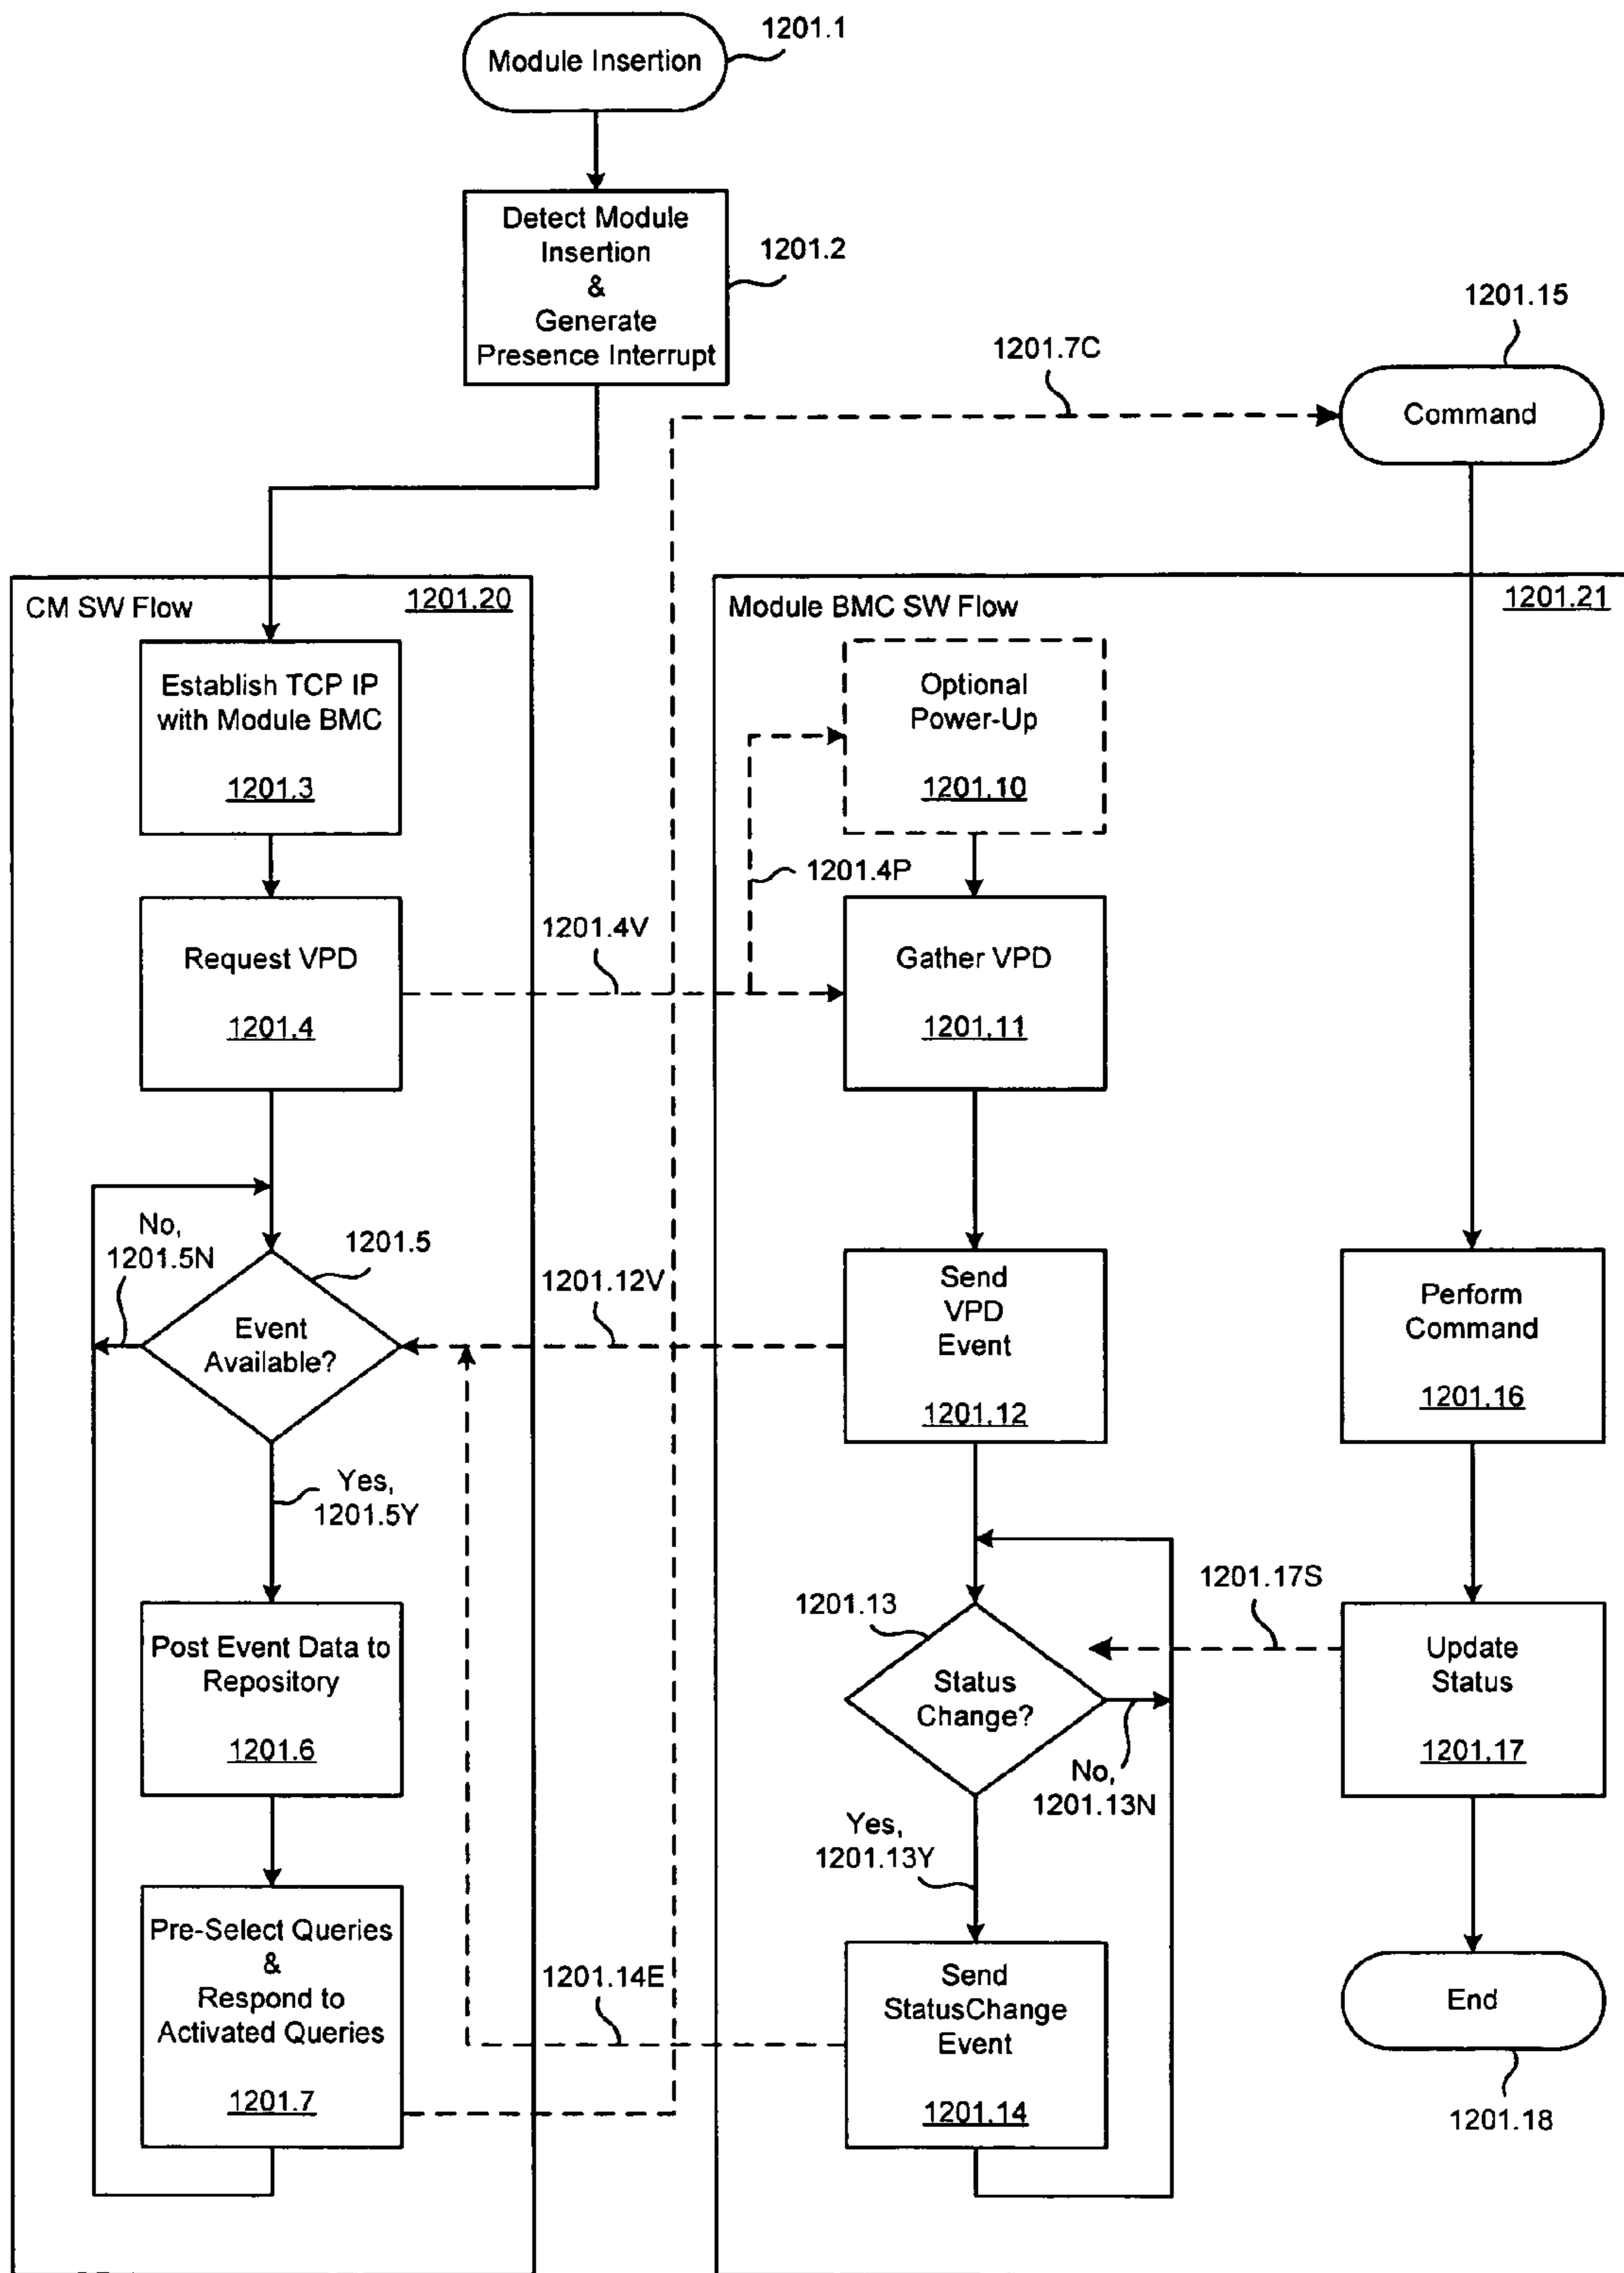 1201.1
Module Insertion
Detect Module
Insertion
&
Generate
Presence Interrupt
1201.2
1201.15
1201.7C
Command
CM SW Flow
1201.20
Module BMC SW Flow
1201.21
Establish TCP IP
with Module BMC
1201.3
Optional
Power-Up
1201.10
1201.4P
Request VPD
1201.4
1201.4V
Gather VPD
1201.11
No,
1201.5N
1201.5
Event
Available?
1201.12V
Send
VPD
Event
1201.12
Perform
Command
1201.16
Yes,
1201.5Y
Post Event Data to
Repository
1201.6
1201.13
Status
Change?
1201.17S
Update
Status
1201.17
No,
1201.13N
Yes,
1201.13Y
Pre-Select Queries
&
Respond to
Activated Queries
1201.7
1201.14E
Send
StatusChange
Event
1201.14
End
1201.18